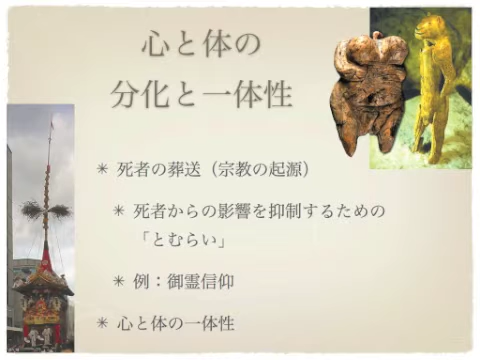 心と体の
分化と一体性
* 死者の葬送（宗教の起源）
* 死者からの影響を抑制するための
「とむらい」
* 例：御霊信仰
* 心と体の一体性